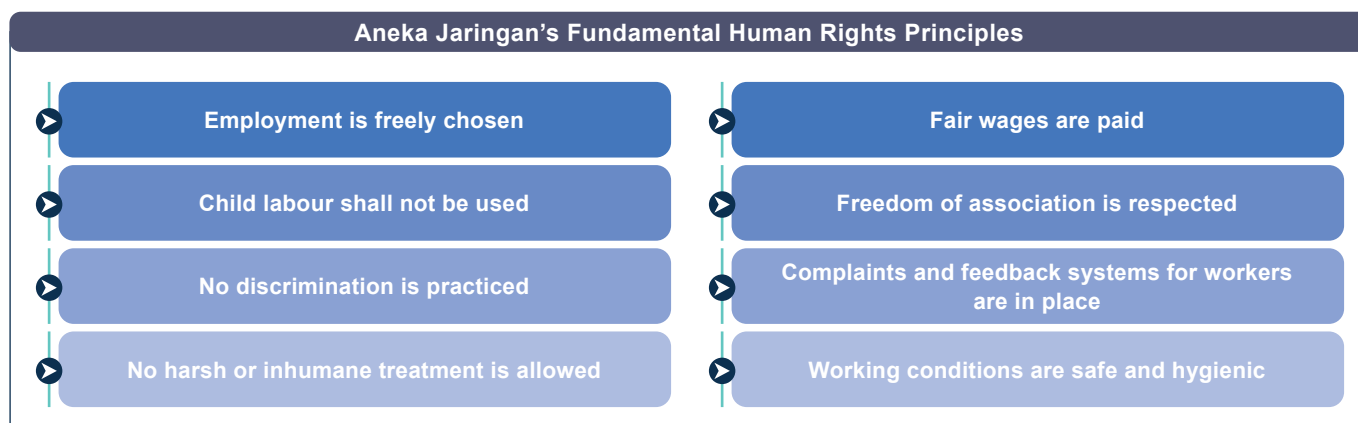 Aneka Jaringan’s Fundamental Human Rights Principles
Employment is freely chosen
Child labour shall not be used
No discrimination is practiced
No harsh or inhumane treatment is allowed
Fair wages are paid
Freedom of association is respected
Complaints and feedback systems for workers
are in place
Working conditions are safe and hygienic